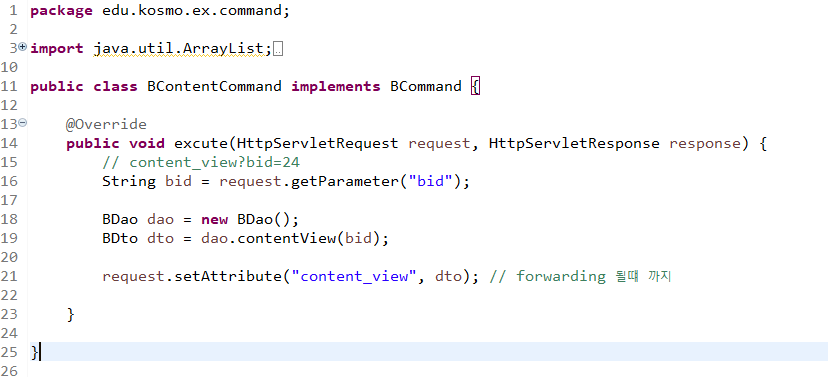 1 package edu.kosmo.ex.command;
2
3 import java.util.ArrayList;
10
11 public class BContentCommand implements BCommand {
12
13     @Override
14     public void excute(HttpServletRequest request, HttpServletResponse response) {
15         // content_view?bid=24
16         String bid = request.getParameter("bid");
17
18         BDao dao = new BDao();
19         BDto dto = dao.contentView(bid);
20
21         request.setAttribute("content_view", dto); // forwarding 될떄 까지
22
23     }
24
25 }
26